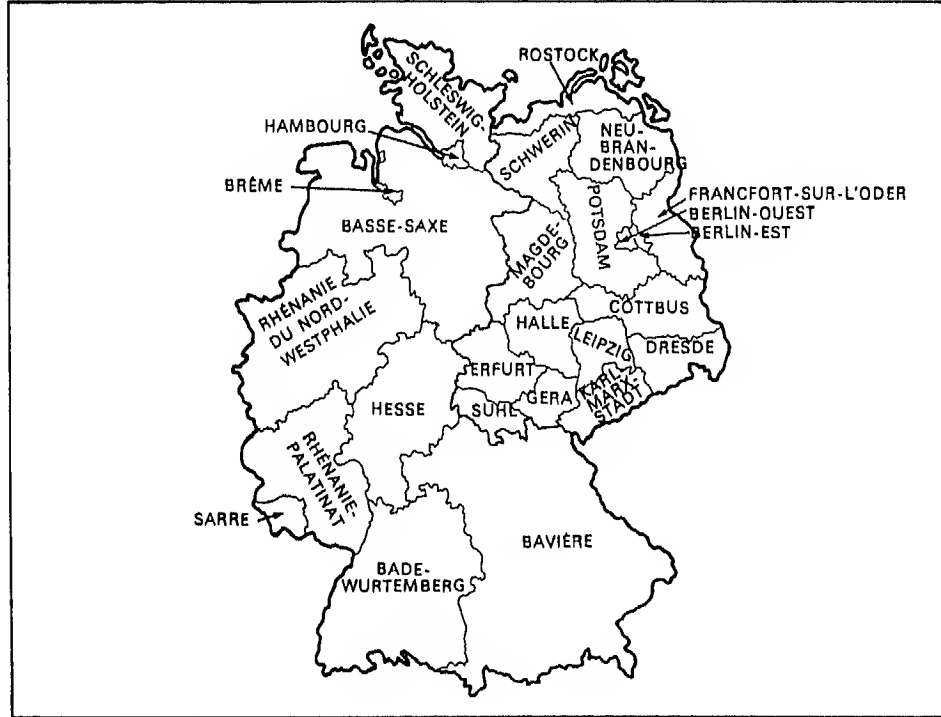 ROSTOCK
SCHLESWIG-
HOLSTEIN
HAMBOURG
SCHWERIN
NEU-
BRAN-
DENBOURG
BRÊME
BASSE-SAXE
POTSDAM
FRANCFORT-SUR-L'ODER
BERLIN-OUEST
BERLIN-EST
MAGDE-
BOURG
RHÉNANIE
DU NORD-
WESTPHALIE
COTTBUS
HALLE
LEIPZIG
DRESDE
ERFURT
KARL-
MARX-
STADT
GERA
SUHL
HESSE
RHÉNANIE-
PALATINAT
SARRE
BAVIÈRE
BADE-
WURTEMBERG